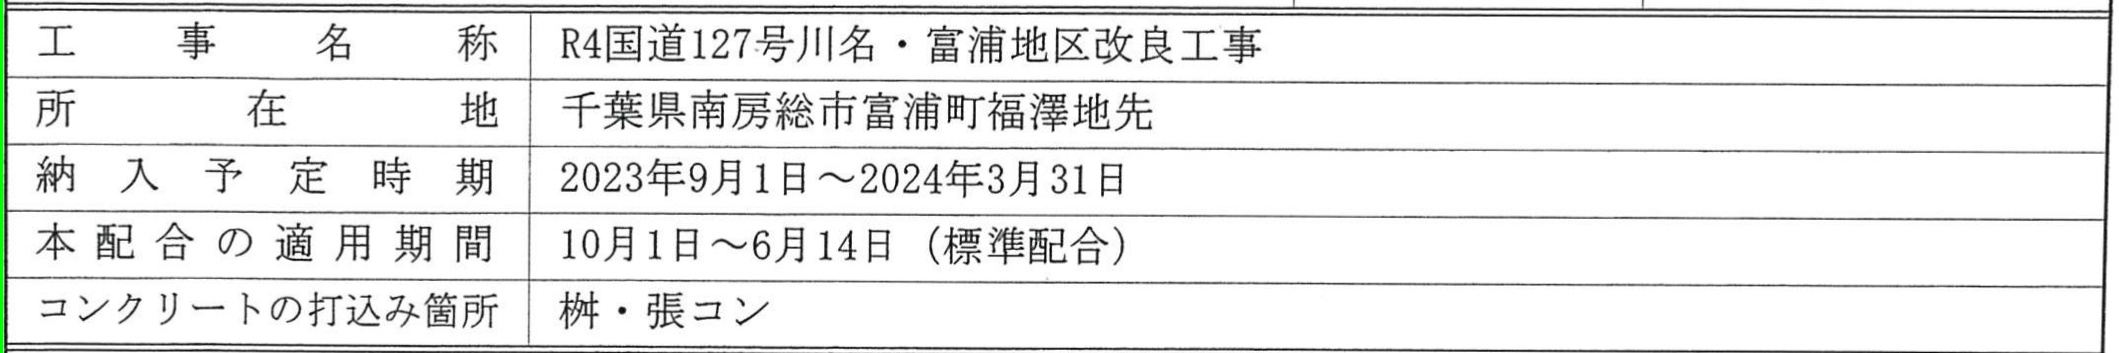 工事名称 R4国道127号川名・富浦地区改良工事
所在地 千葉県南房総市富浦町福澤地先
納入予定時期 2023年9月1日～2024年3月31日
本配合の適用期間 10月1日～6月14日（標準配合）
コンクリートの打込み箇所 桝・張コン